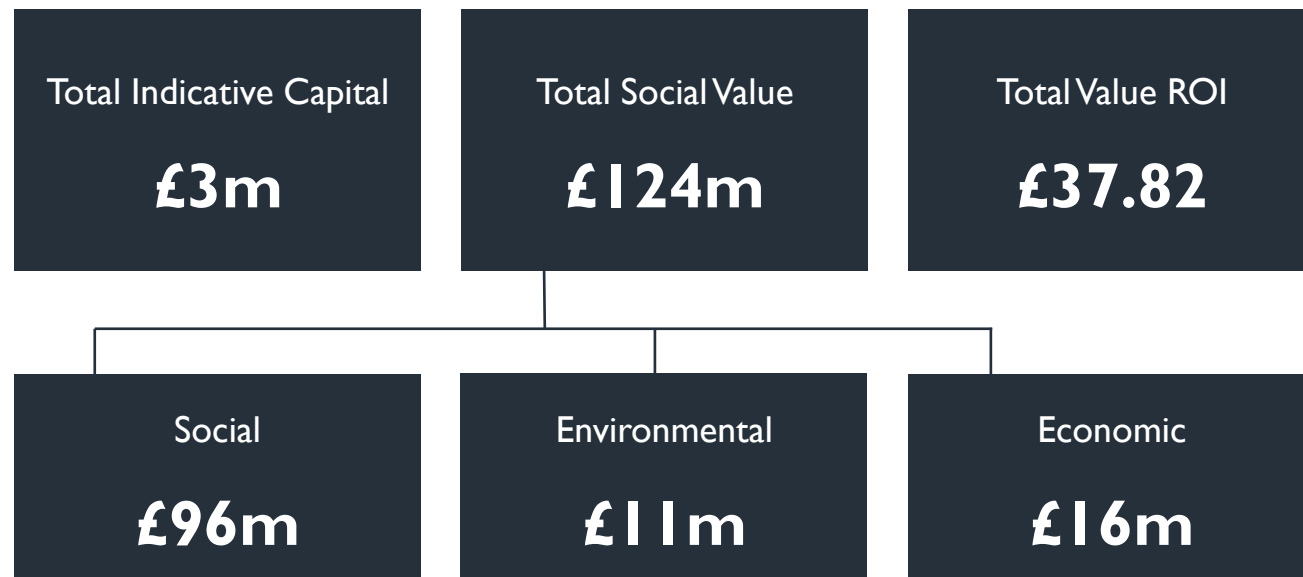 Total Indicative Capital
£3m
Total Social Value
£124m
Total Value ROI
£37.82
Social
£96m
Environmental
£11m
Economic
£16m